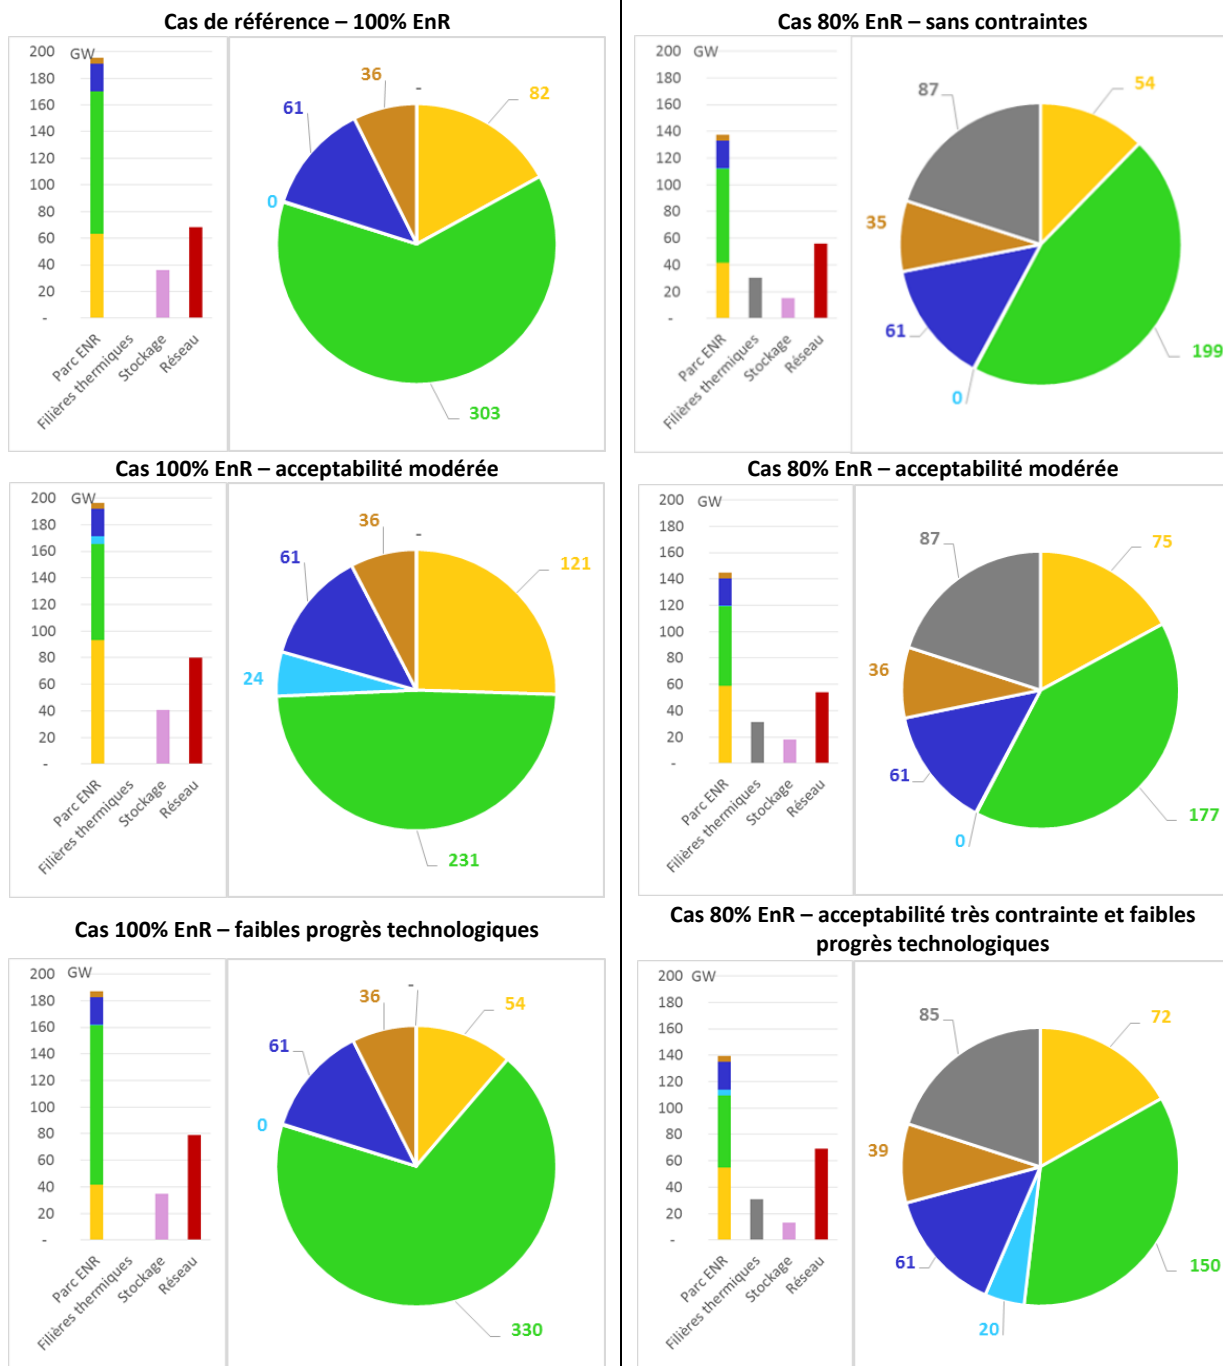 Cas de référence – 100% EnR
200 GW
180
160
140
120
100
80
60
40
20
-
Parc ENR
Filières thermiques
Stockage
Réseau
-
82
303
0
61
36
Cas 80% EnR – sans contraintes
200 GW
180
160
140
120
100
80
60
40
20
-
Parc ENR
Filières thermiques
Stockage
Réseau
54
199
0
61
35
87
Cas 100% EnR – acceptabilité modérée
200 GW
180
160
140
120
100
80
60
40
20
-
Parc ENR
Filières thermiques
Stockage
Réseau
-
121
231
24
61
36
Cas 80% EnR – acceptabilité modérée
200 GW
180
160
140
120
100
80
60
40
20
-
Parc ENR
Filières thermiques
Stockage
Réseau
75
177
0
61
36
87
Cas 100% EnR – faibles progrès technologiques
200 GW
180
160
140
120
100
80
60
40
20
-
Parc ENR
Filières thermiques
Stockage
Réseau
-
54
330
0
61
36
Cas 80% EnR – acceptabilité très contrainte et faibles
progrès technologiques
200 GW
180
160
140
120
100
80
60
40
20
-
Parc ENR
Filières thermiques
Stockage
Réseau
72
150
20
61
39
85